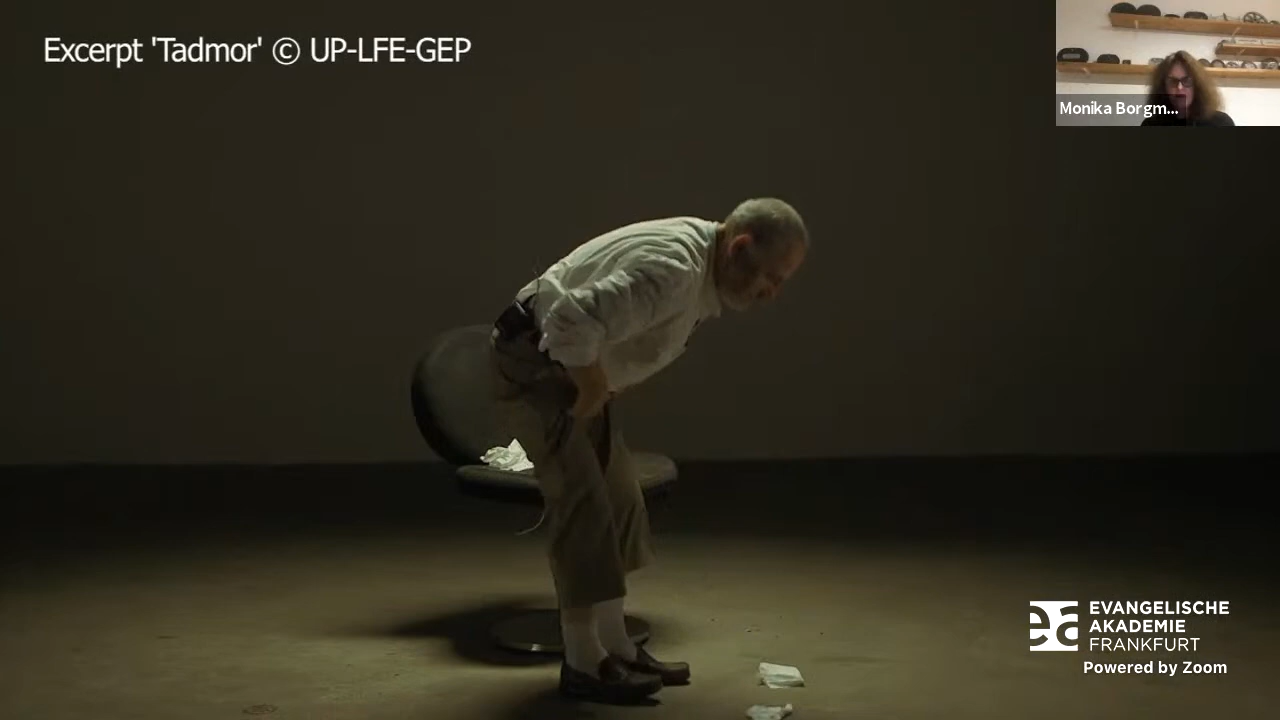 Excerpt 'Tadmor' © UP-LFE-GEP
Monika Borgm...
EVANGELISCHE
AKADEMIE
FRANKFURT
Powered by Zoom